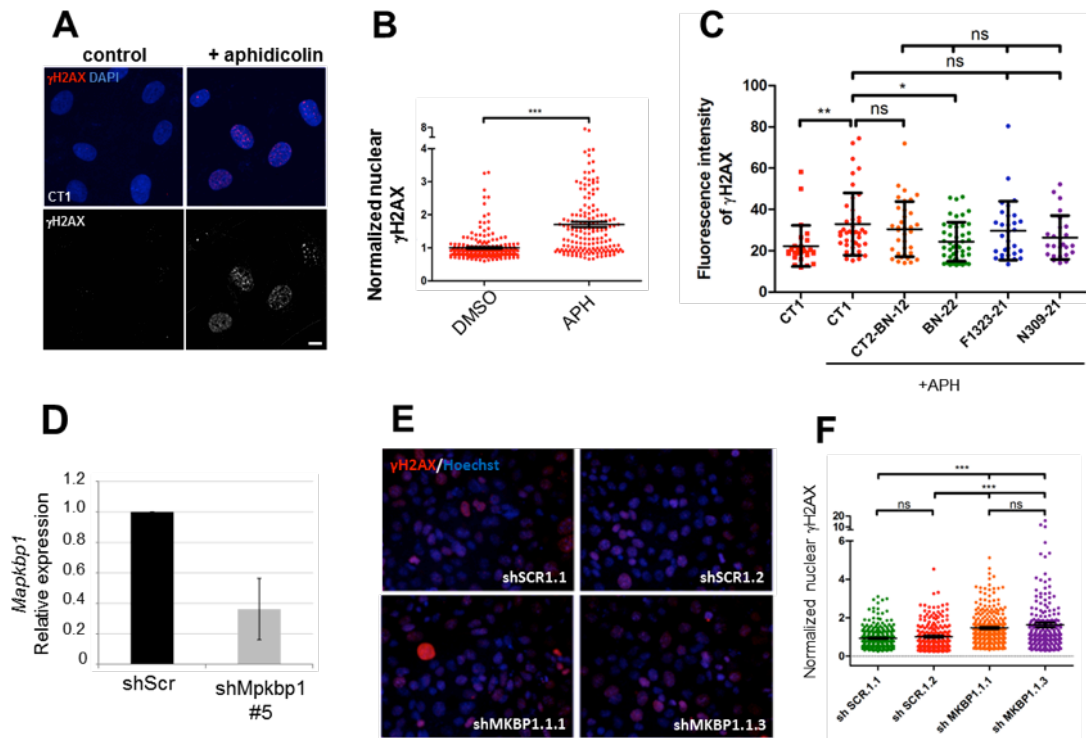 A
control
+ aphidicolin
γH2AX DAPI
CT1
γH2AX
B
Normalized nuclear
γH2AX
8
1
4
3
2
1
0
***
DMSO
APH
C
Fluorescence intensity
of γH2AX
100
80
60
40
20
0
ns
ns
*
**
ns
CT1
CT1
CT2-BN-12
BN-22
F1323-21
N309-21
+APH
D
Mapkbp1
Relative expression
1.2
1.0
0.8
0.6
0.4
0.2
0
shScr
shMpkbp1
#5
E
γH2AX/Hoechst
shSCR1.1
shSCR1.2
shMKBP1.1.1
shMKBP1.1.3
F
Normalized nuclear γH2AX
20
10
6
4
2
0
***
***
ns
ns
sh SCR.1.1
sh SCR.1.2
sh MKBP1.1.1
sh MKBP1.1.3